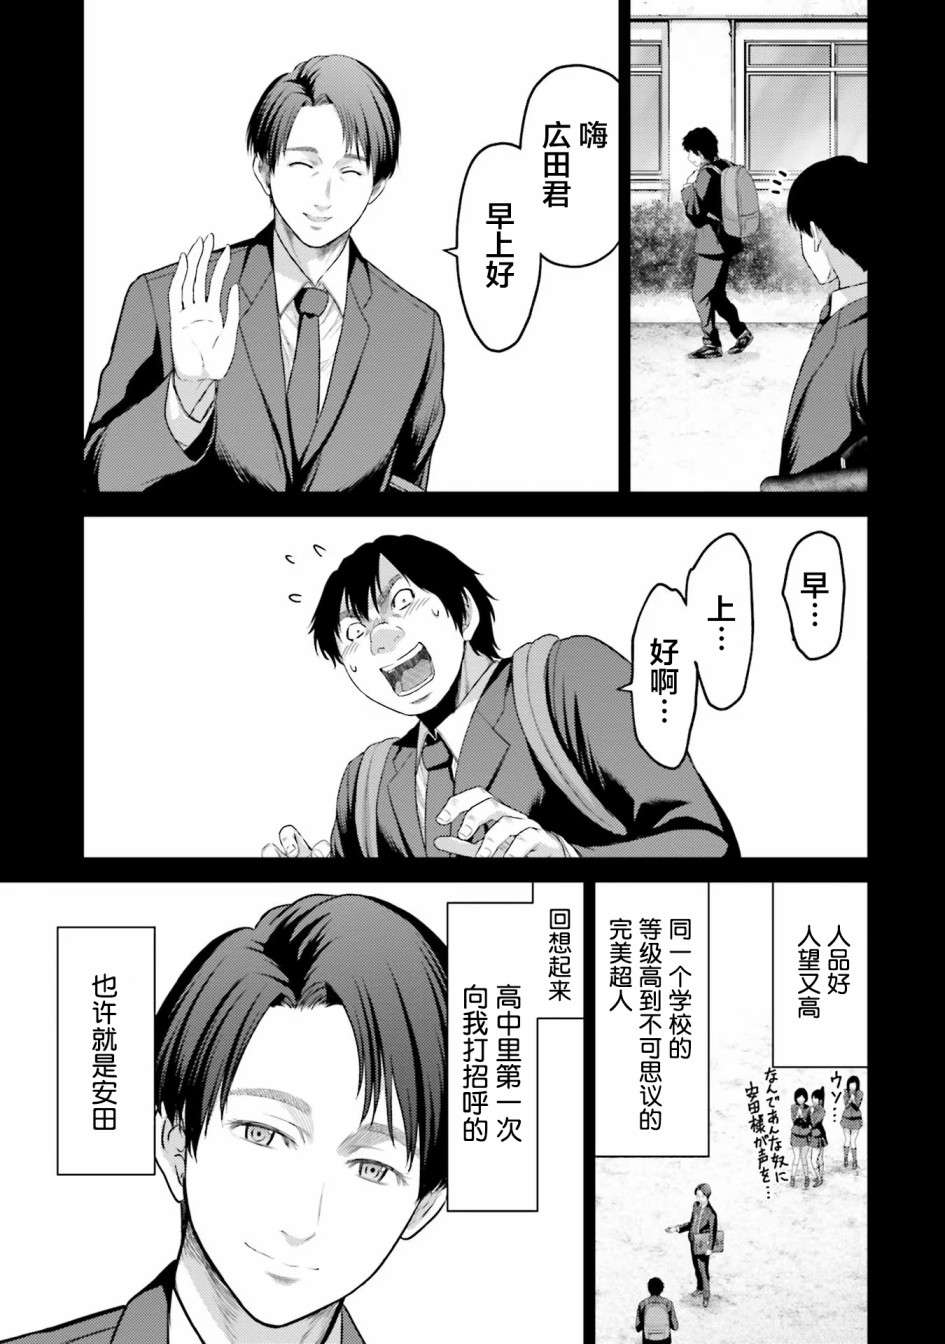 嗨
広田君
早上好
早…
上…
好啊…
人品好
人望又高
ウソ…
なんであんな奴に
安田様が声を…
同一个学校的
等级高到不可思议的
完美超人
回想起来
高中里第一次
向我打招呼的
也许就是安田